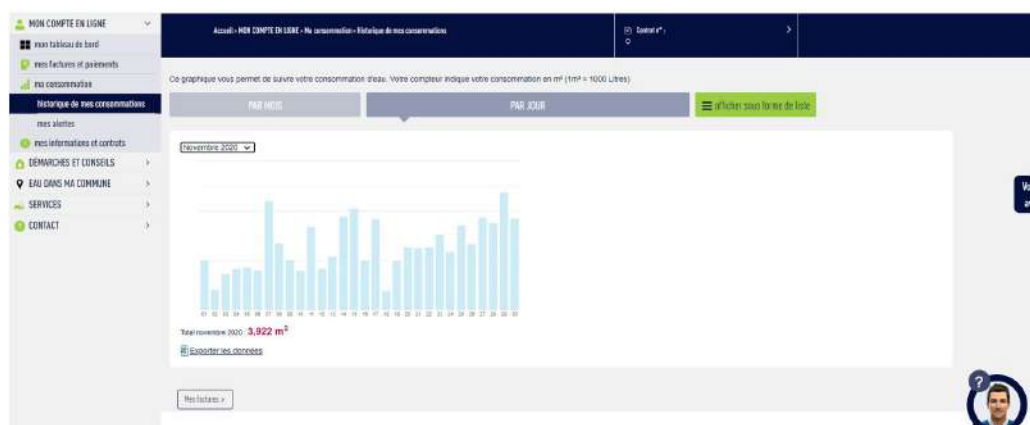 MON COMPTE EN LIGNE
mon tableau de bord
mes factures et paiements
ma consommation
historique de mes consommations
mes alertes
mes informations et contrats
DÉMARCHES ET CONSEILS
EAU DANS MA COMMUNE
SERVICES
CONTACT
Accueil > MON COMPTE EN LIGNE > Ma consommation > Historique de mes consommations
Contrat n° :
Ce graphique vous permet de suivre votre consommation d'eau. Votre compteur indique votre consommation en m³ (1m³ = 1000 Litres)
PAR MOIS
PAR JOUR
afficher sous forme de liste
Novembre 2020
01 02 03 04 05 06 07 08 09 10 11 12 13 14 15 16 17 18 19 20 21 22 23 24 25 26 27 28 29 30
Total novembre 2020 3,922 m³
Exporter les données
Mes factures >
?